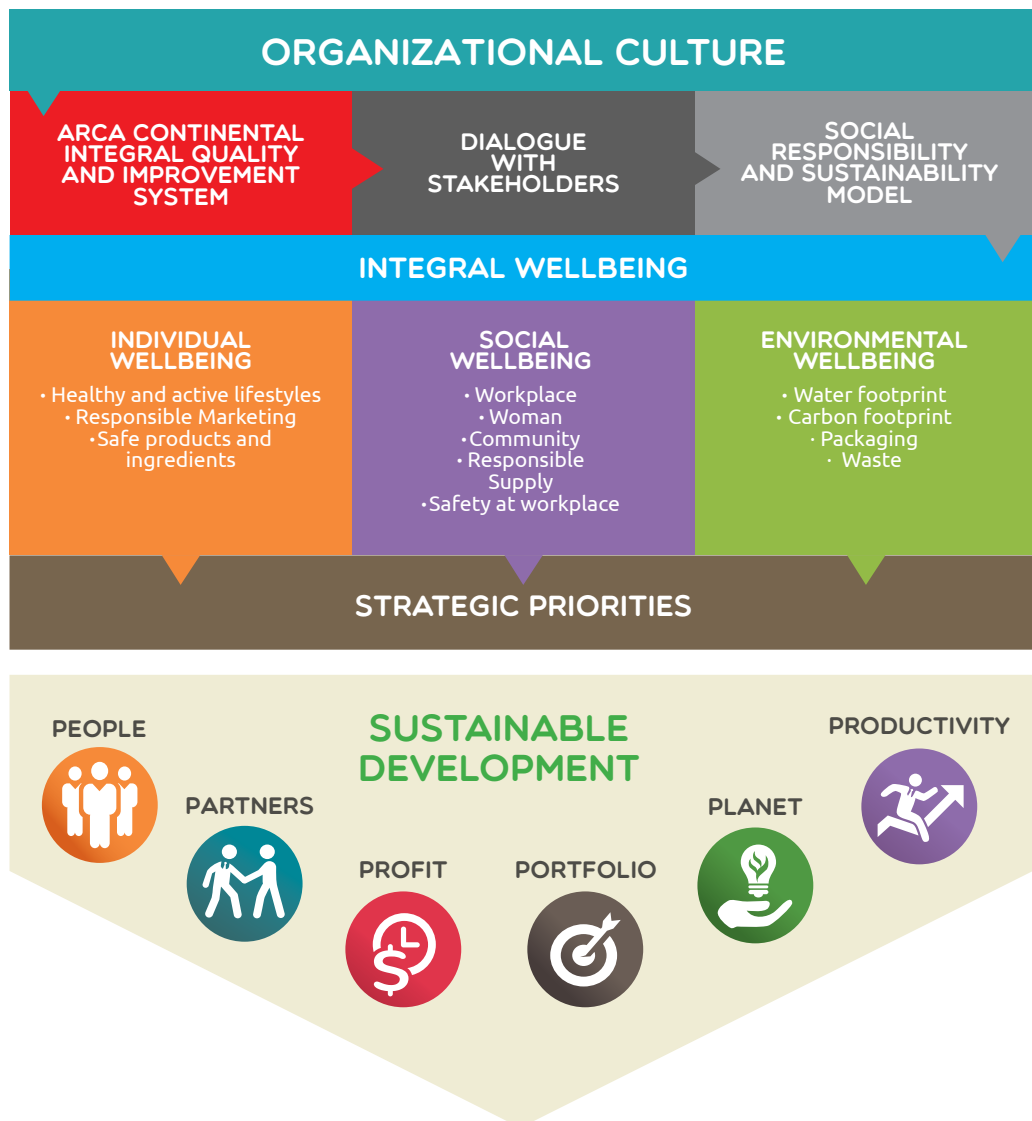 ORGANIZATIONAL CULTURE
ARCA CONTINENTAL
INTEGRAL QUALITY
AND IMPROVEMENT
SYSTEM
DIALOGUE
WITH
STAKEHOLDERS
SOCIAL
RESPONSIBILITY
AND SUSTAINABILITY
MODEL
INTEGRAL WELLBEING
INDIVIDUAL
WELLBEING
• Healthy and active lifestyles
• Responsible Marketing
•Safe products and
ingredients
SOCIAL
WELLBEING
• Workplace
• Woman
•Community
• Responsible
Supply
•Safety at workplace
ENVIRONMENTAL
WELLBEING
• Water footprint
• Carbon footprint
· Packaging
· Waste
STRATEGIC PRIORITIES
SUSTAINABLE
DEVELOPMENT
PEOPLE
PARTNERS
PROFIT
PORTFOLIO
PLANET
PRODUCTIVITY